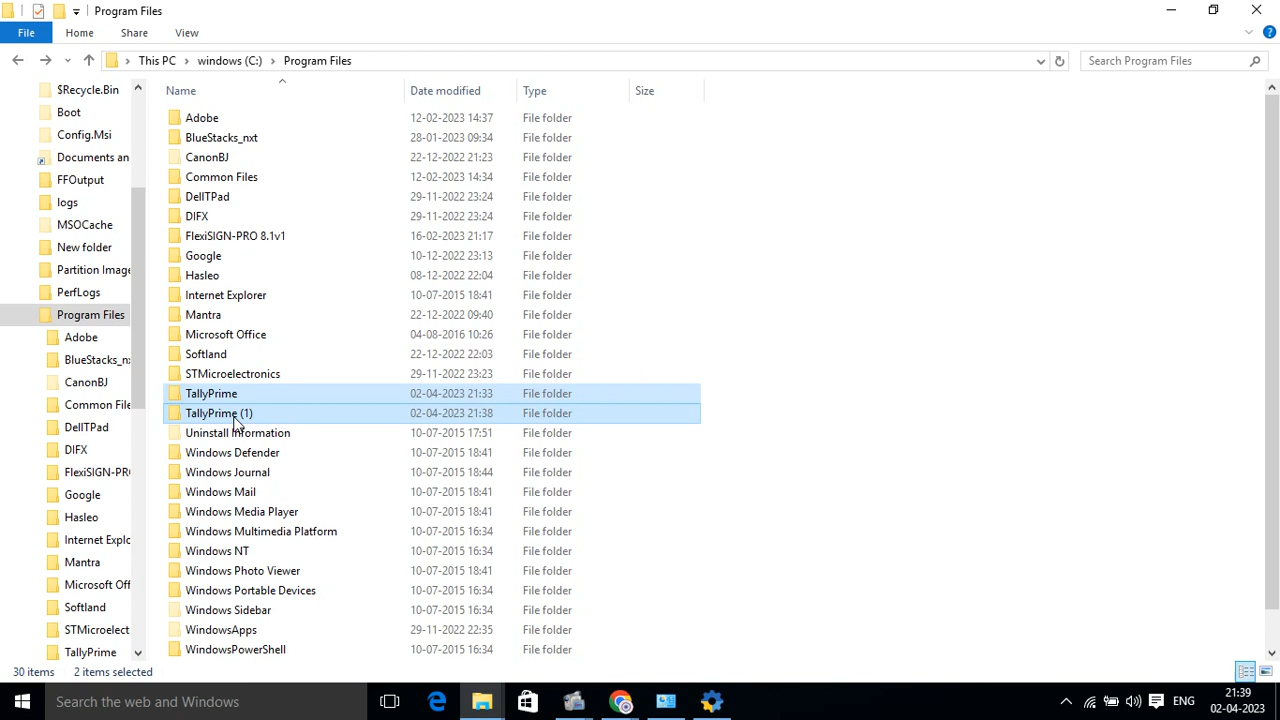 Program Files
File Home Share View
This PC windows (C:) Program Files Search Program Files
Name Date modified Type Size
$Recycle.Bin
Boot
Config.Msi
Documents an
FFOutput
logs
MSOCache
New folder
Partition Image
PerfLogs
Program Files
Adobe
BlueStacks_n
CanonBJ
Common File
DellTPad
DIFX
FlexiSIGN-PR
Google
Hasleo
Internet Explo
Mantra
Microsoft Off
Softland
STMicroelect
TallyPrime
Adobe 12-02-2023 14:37 File folder
BlueStacks_nxt 28-01-2023 09:34 File folder
CanonBJ 22-12-2022 21:23 File folder
Common Files 12-02-2023 14:34 File folder
DellTPad 29-11-2022 23:24 File folder
DIFX 29-11-2022 23:24 File folder
FlexiSIGN-PRO 8.1v1 16-02-2023 21:17 File folder
Google 10-12-2022 23:13 File folder
Hasleo 08-12-2022 22:04 File folder
Internet Explorer 10-07-2015 18:41 File folder
Mantra 22-12-2022 09:40 File folder
Microsoft Office 04-08-2016 10:26 File folder
Softland 22-12-2022 22:03 File folder
STMicroelectronics 29-11-2022 23:23 File folder
TallyPrime 02-04-2023 21:33 File folder
TallyPrime (1) 02-04-2023 21:38 File folder
Uninstall Information 10-07-2015 17:51 File folder
Windows Defender 10-07-2015 18:41 File folder
Windows Journal 10-07-2015 18:44 File folder
Windows Mail 10-07-2015 18:41 File folder
Windows Media Player 10-07-2015 18:41 File folder
Windows Multimedia Platform 10-07-2015 16:34 File folder
Windows NT 10-07-2015 16:34 File folder
Windows Photo Viewer 10-07-2015 18:41 File folder
Windows Portable Devices 10-07-2015 16:34 File folder
Windows Sidebar 10-07-2015 16:34 File folder
WindowsApps 29-11-2022 22:35 File folder
WindowsPowerShell 10-07-2015 16:34 File folder
30 items 2 items selected
Search the web and Windows
ENG
21:39
02-04-2023